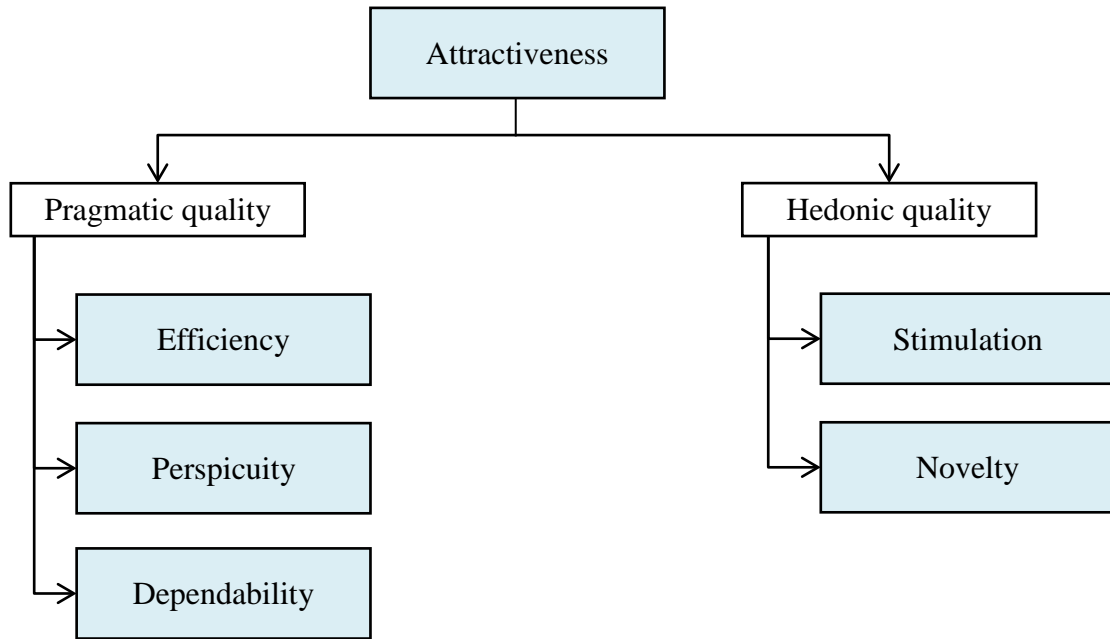 Attractiveness
Pragmatic quality
Hedonic quality
Efficiency
Stimulation
Perspicuity
Novelty
Dependability